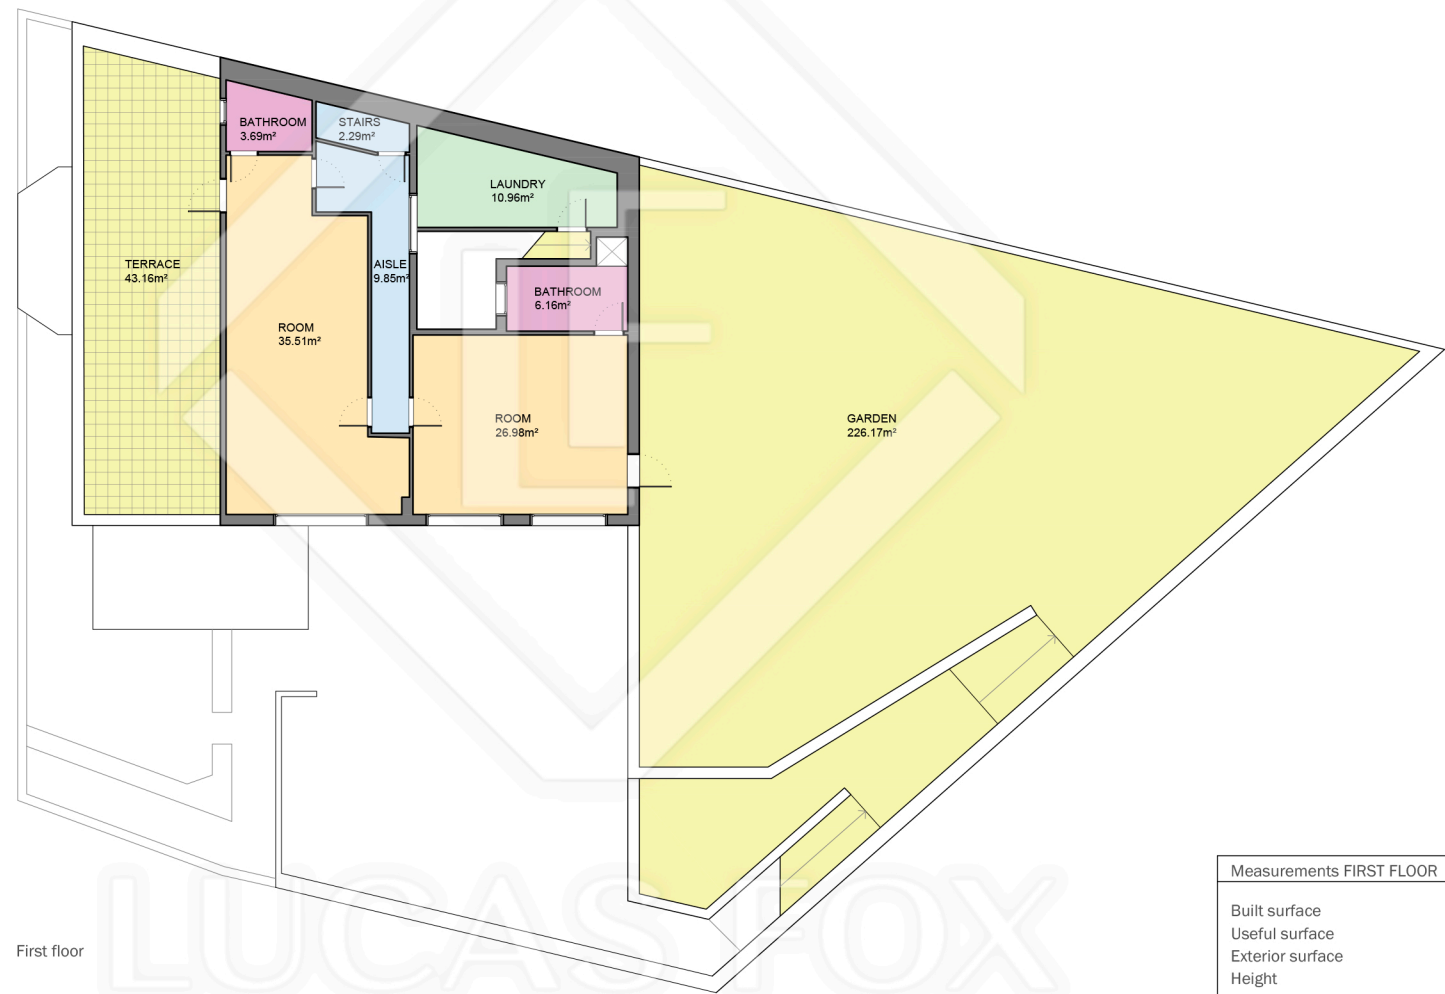 BATHROOM
3.69m²
STAIRS
2.29m²
LAUNDRY
10.96m²
TERRACE
43.16m²
AISLE
9.85m²
BATHROOM
6.16m²
ROOM
35.51m²
ROOM
26.98m²
GARDEN
226.17m²
Measurements FIRST FLOOR
Built surface
Useful surface
Exterior surface
Height
First floor
LUCAS FOX